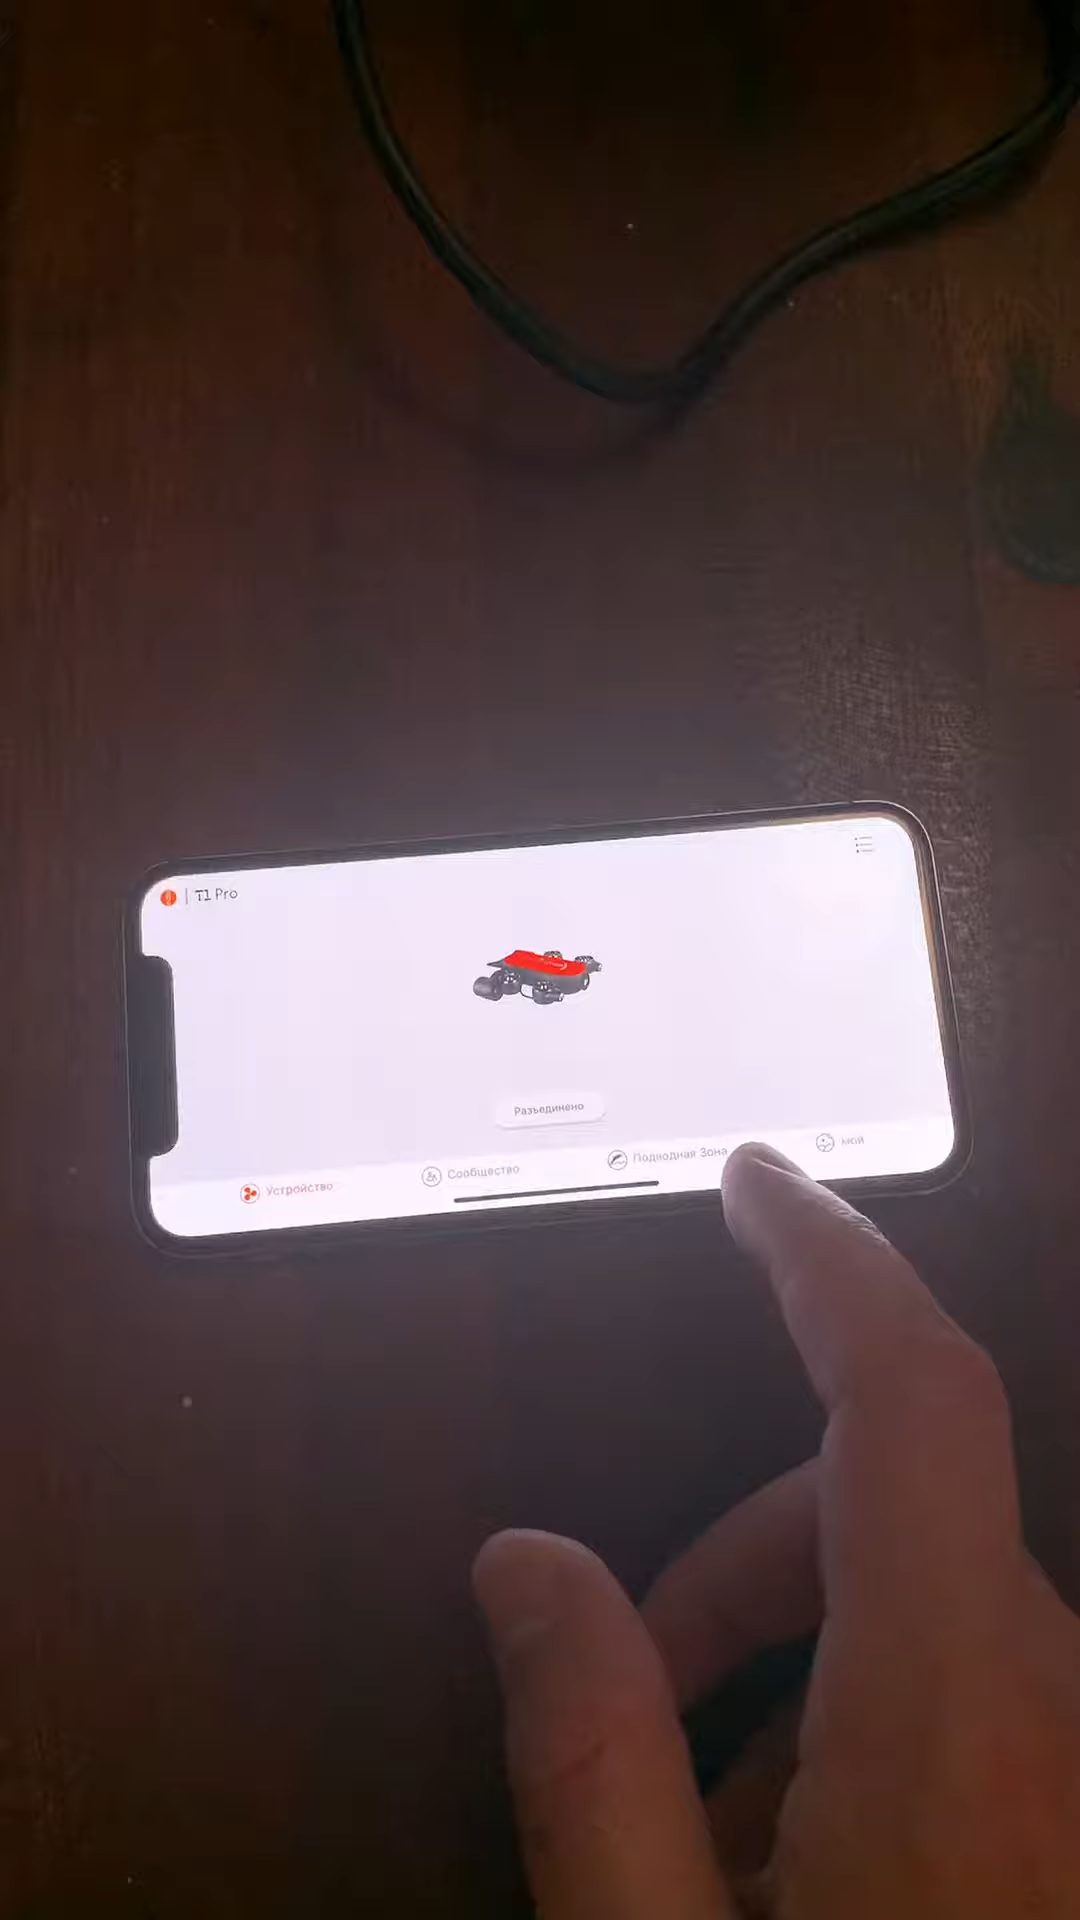 T1 Pro
Разъединено
Устройство
Сообщество
Подводная Зона
мой